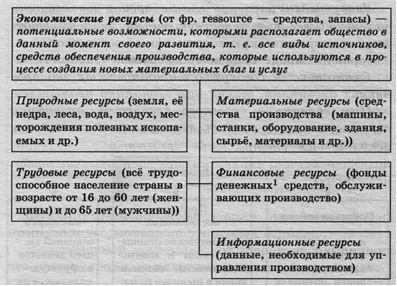 Экономические ресурсы (от фр. ressource — средства, запасы) —
потенциальные возможности, которыми располагает общество в
данный момент своего развития, т. е. все виды источников,
средств обеспечения производства, которые используются в про-
цессе создания новых материальных благ и услуг
Природные ресурсы (земля, её
недра, леса, вода, воздух, мес-
торождения полезных ископа-
емых и др.)
Материальные ресурсы (сред-
ства производства (машины,
станки, оборудование, здания,
сырьё, материалы и др.))
Трудовые ресурсы (всё трудо-
способное население страны в
возрасте от 16 до 60 лет (жен-
щины) и до 65 лет (мужчины))
Финансовые ресурсы (фонды
денежных¹ средств, обслужи-
вающих производство)
Информационные ресурсы
(данные, необходимые для уп-
равления производством)